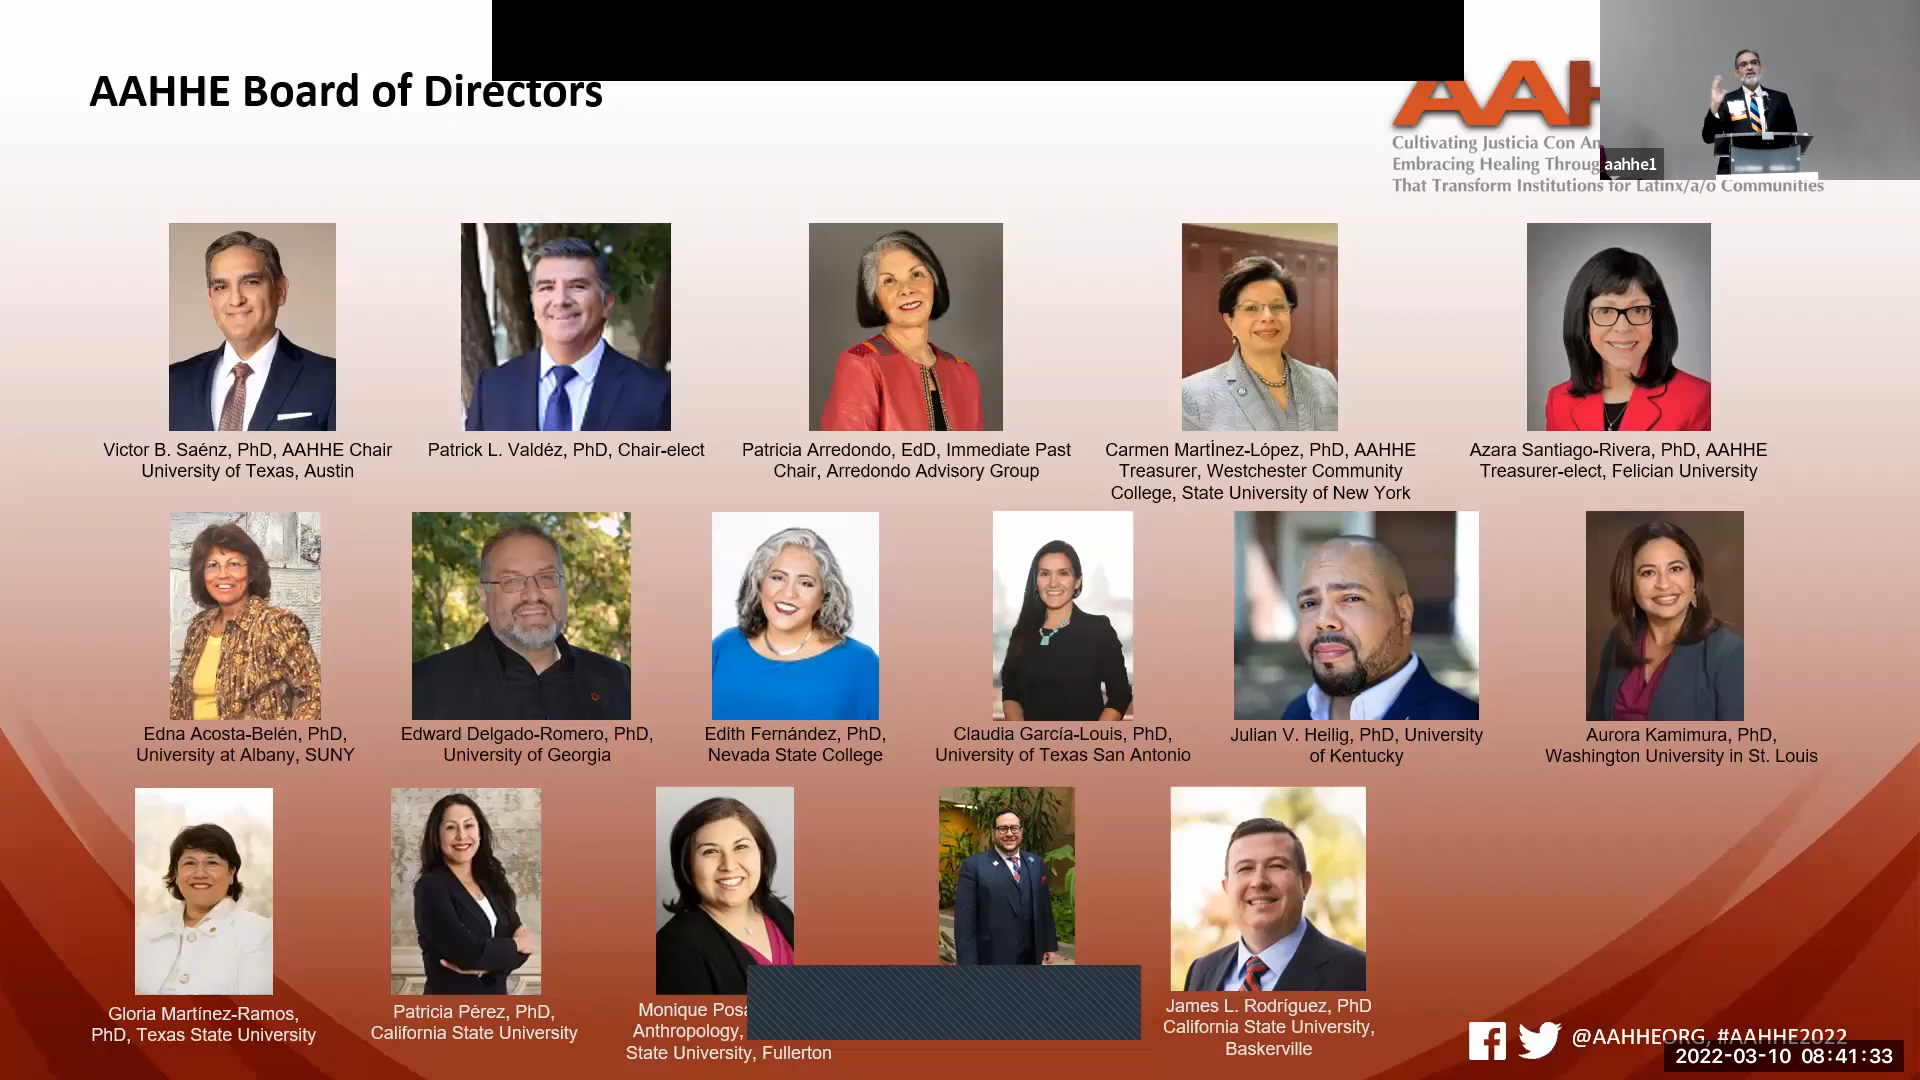 AAHHE Board of Directors
AAH
Cultivating Justicia Con
Embracing Healing
That Transform Institutions for Latinx/a/o Communities
aahhe1
Victor B. Saénz, PhD, AAHHE Chair
University of Texas, Austin
Patrick L. Valdéz, PhD, Chair-elect
Patricia Arredondo, EdD, Immediate Past
Chair, Arredondo Advisory Group
Carmen MartÍnez-López, PhD, AAHHE
Treasurer, Westchester Community
College, State University of New York
Azara Santiago-Rivera, PhD, AAHHE
Treasurer-elect, Felician University
Edna Acosta-Belén, PhD,
University at Albany, SUNY
Edward Delgado-Romero, PhD,
University of Georgia
Edith Fernández, PhD,
Nevada State College
Claudia García-Louis, PhD,
University of Texas San Antonio
Julian V. Heilig, PhD, University
of Kentucky
Aurora Kamimura, PhD,
Washington University in St. Louis
Gloria Martínez-Ramos,
PhD, Texas State University
Patricia Pérez, PhD,
California State University
Monique
Anthropology,
State University, Fullerton
James L. Rodríguez, PhD
California State University,
Baskerville
@AAHHEORG, #AAHHE2022
2022-03-10 08:41:33